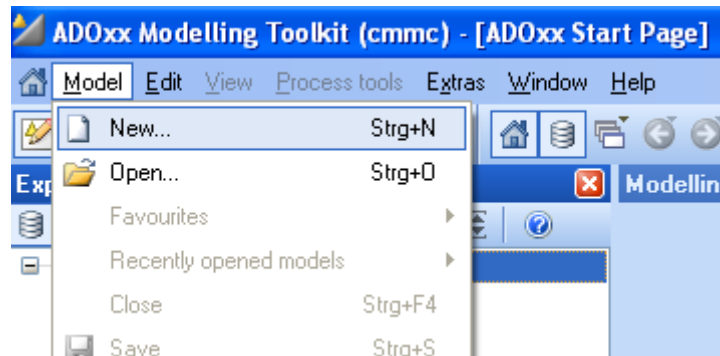 ADOxx Modelling Toolkit (cmmc) - [ADOxx Start Page]
Model Edit View Process tools Extras Window Help
New... Strg+N
Open... Strg+O
Exp Modellin
Favourites
Recently opened models
Close Strg+F4
Save Strg+S